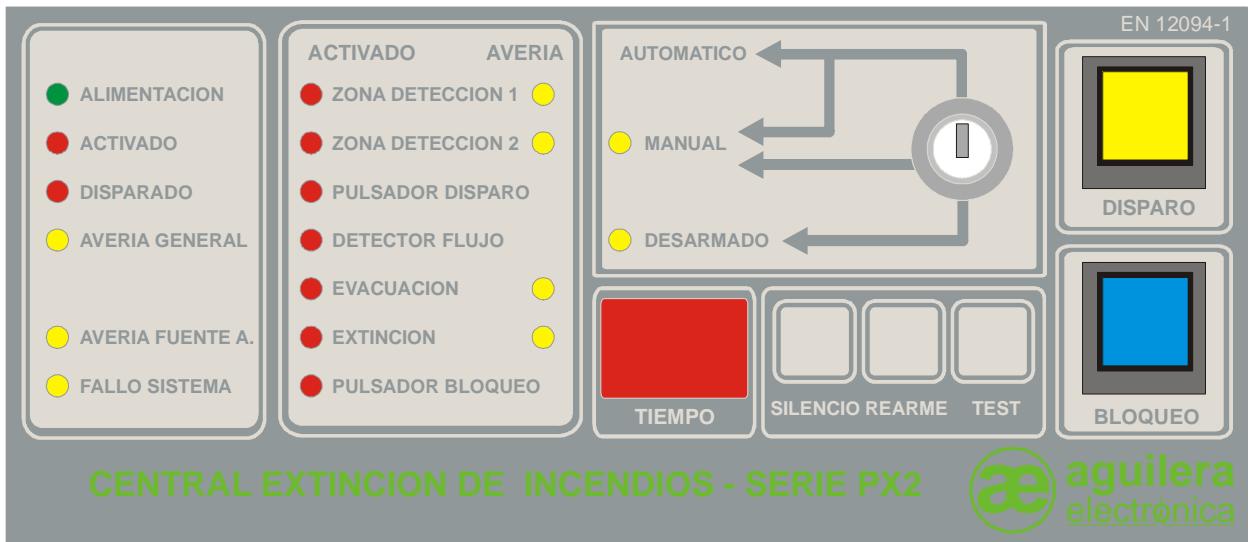 EN 12094-1
ALIMENTACION
ACTIVADO
DISPARADO
AVERIA GENERAL
AVERIA FUENTE A.
FALLO SISTEMA
ACTIVADO AVERIA
ZONA DETECCION 1
ZONA DETECCION 2
PULSADOR DISPARO
DETECTOR FLUJO
EVACUACION
EXTINCION
PULSADOR BLOQUEO
AUTOMATICO
MANUAL
DESARMADO
TIEMPO
SILENCIO REARME TEST
DISPARO
BLOQUEO
CENTRAL EXTINCION DE INCENDIOS - SERIE PX2
æ aguilera
electrónica